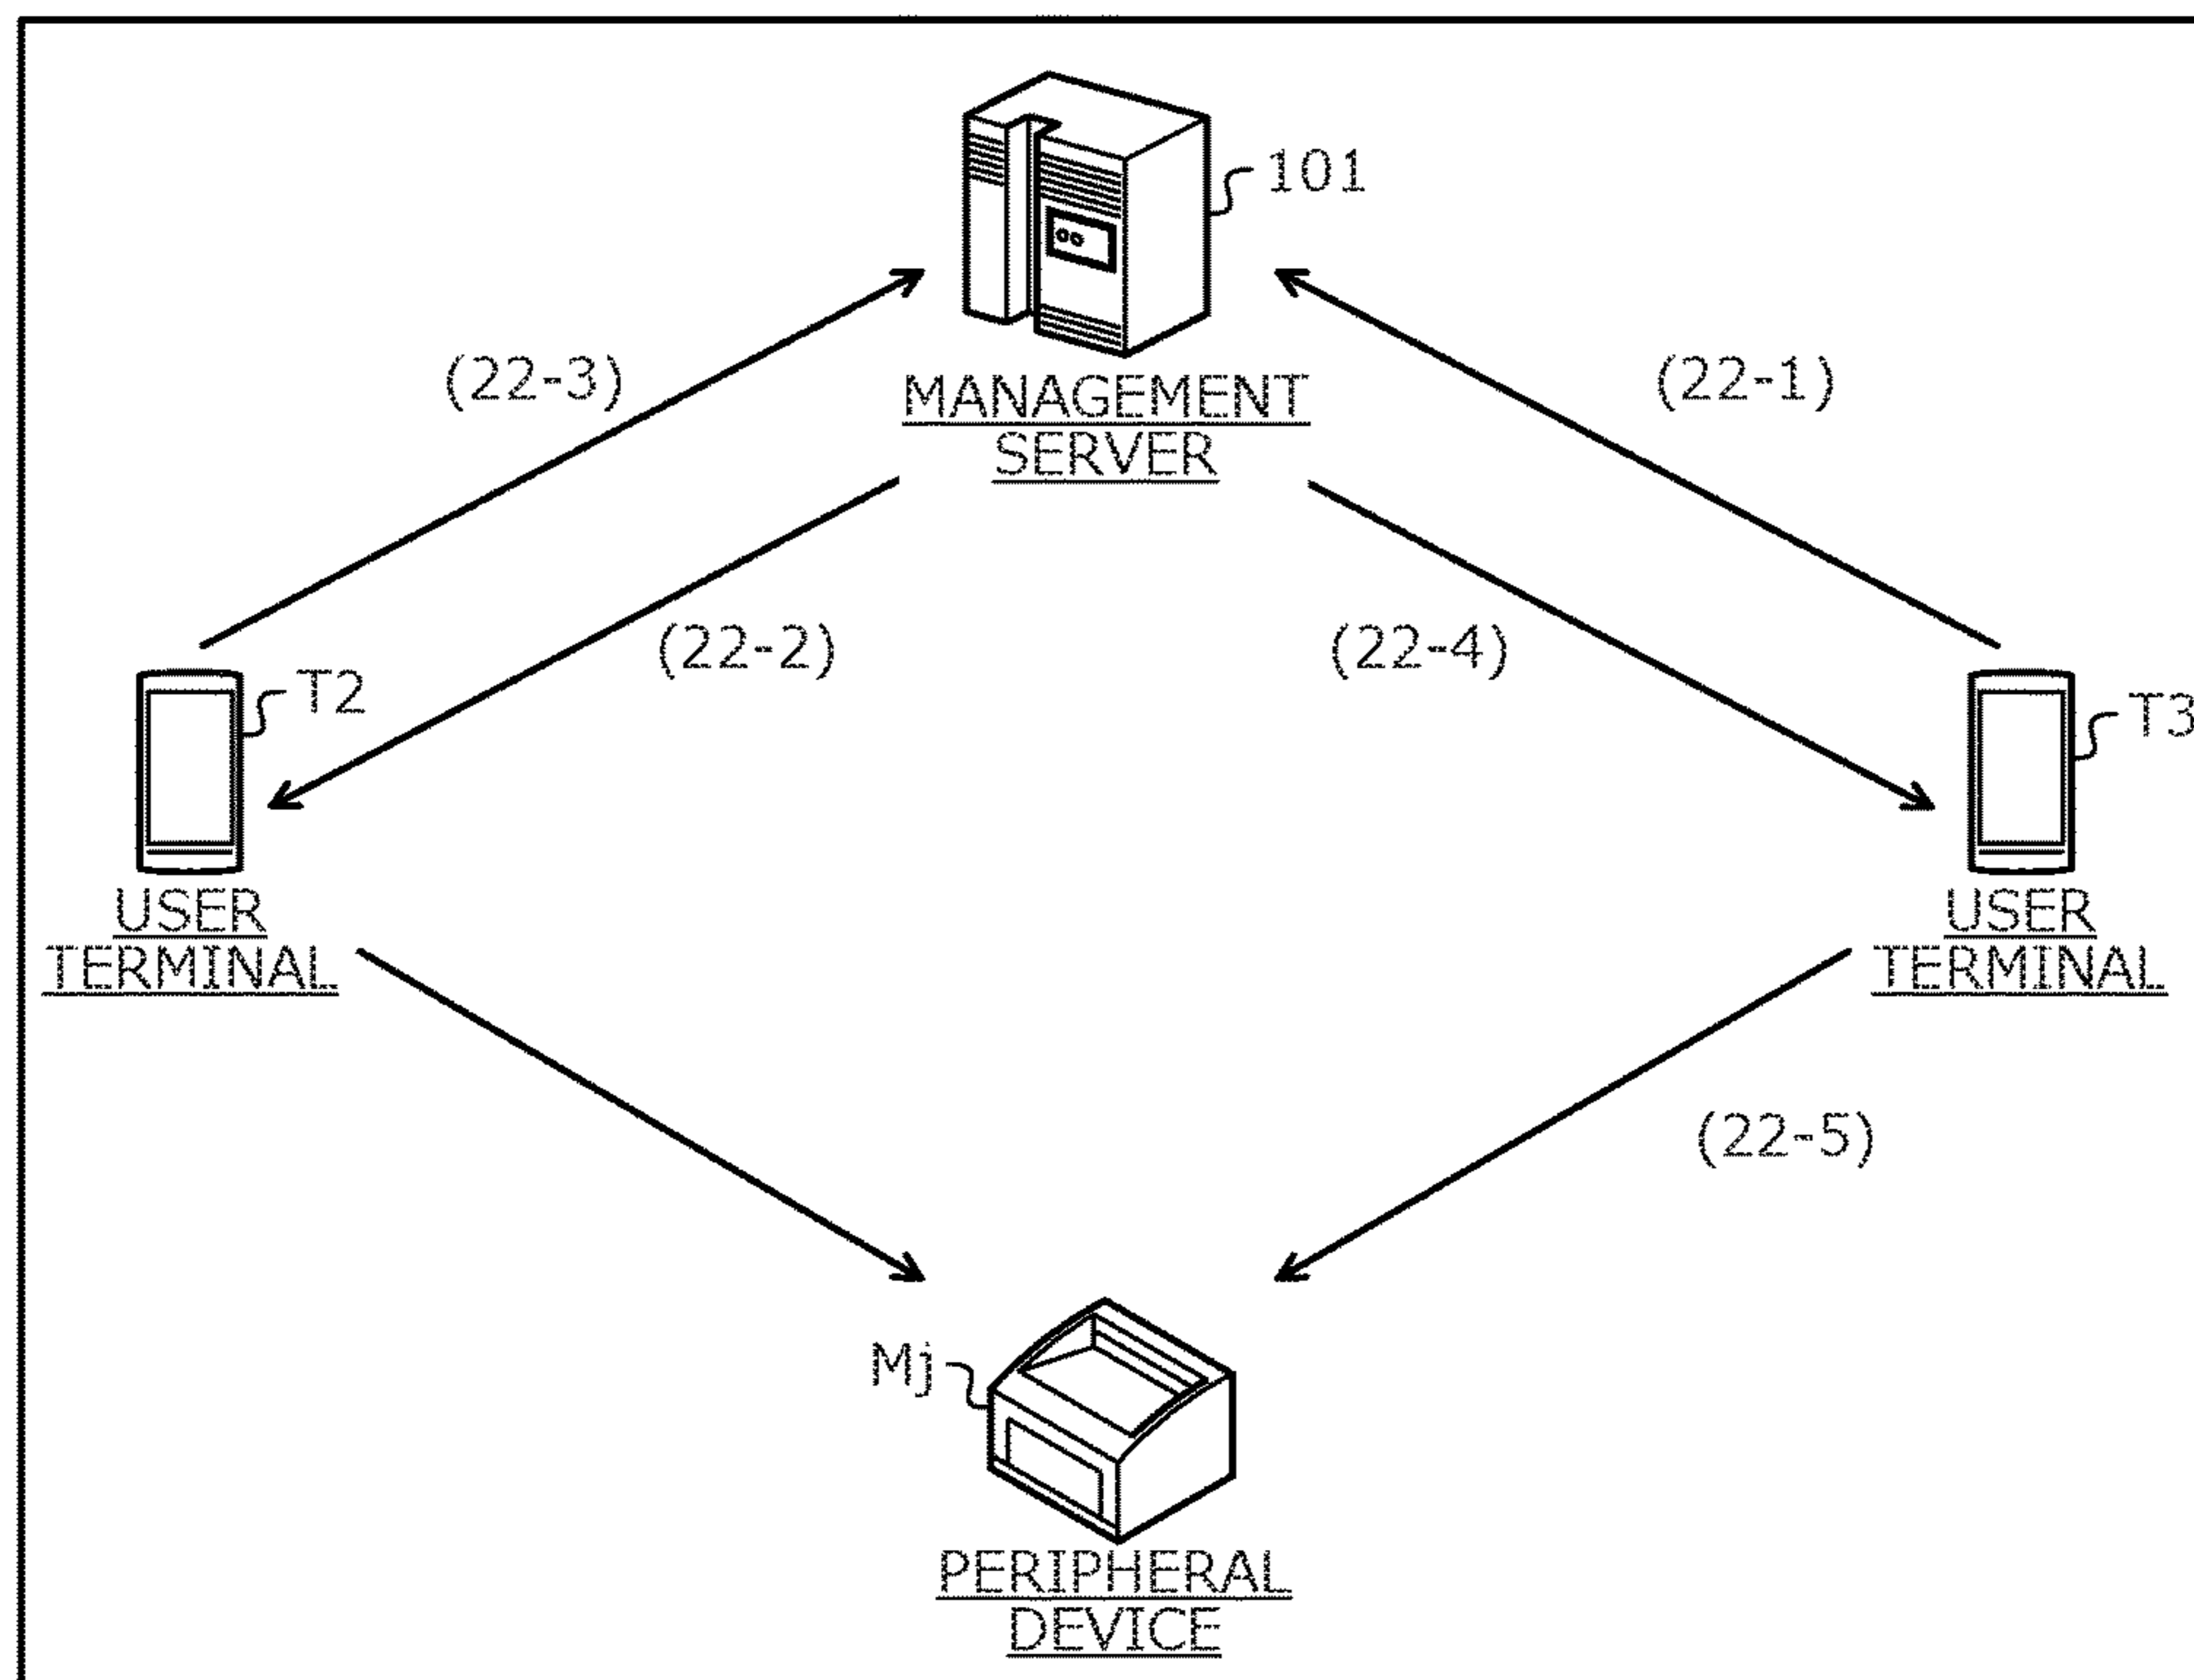 101
(22-3)
(22-1)
MANAGEMENT
SERVER
(22-2)
(22-4)
T2
T3
USER
TERMINAL
USER
TERMINAL
(22-5)
Mj
PERIPHERAL
DEVICE